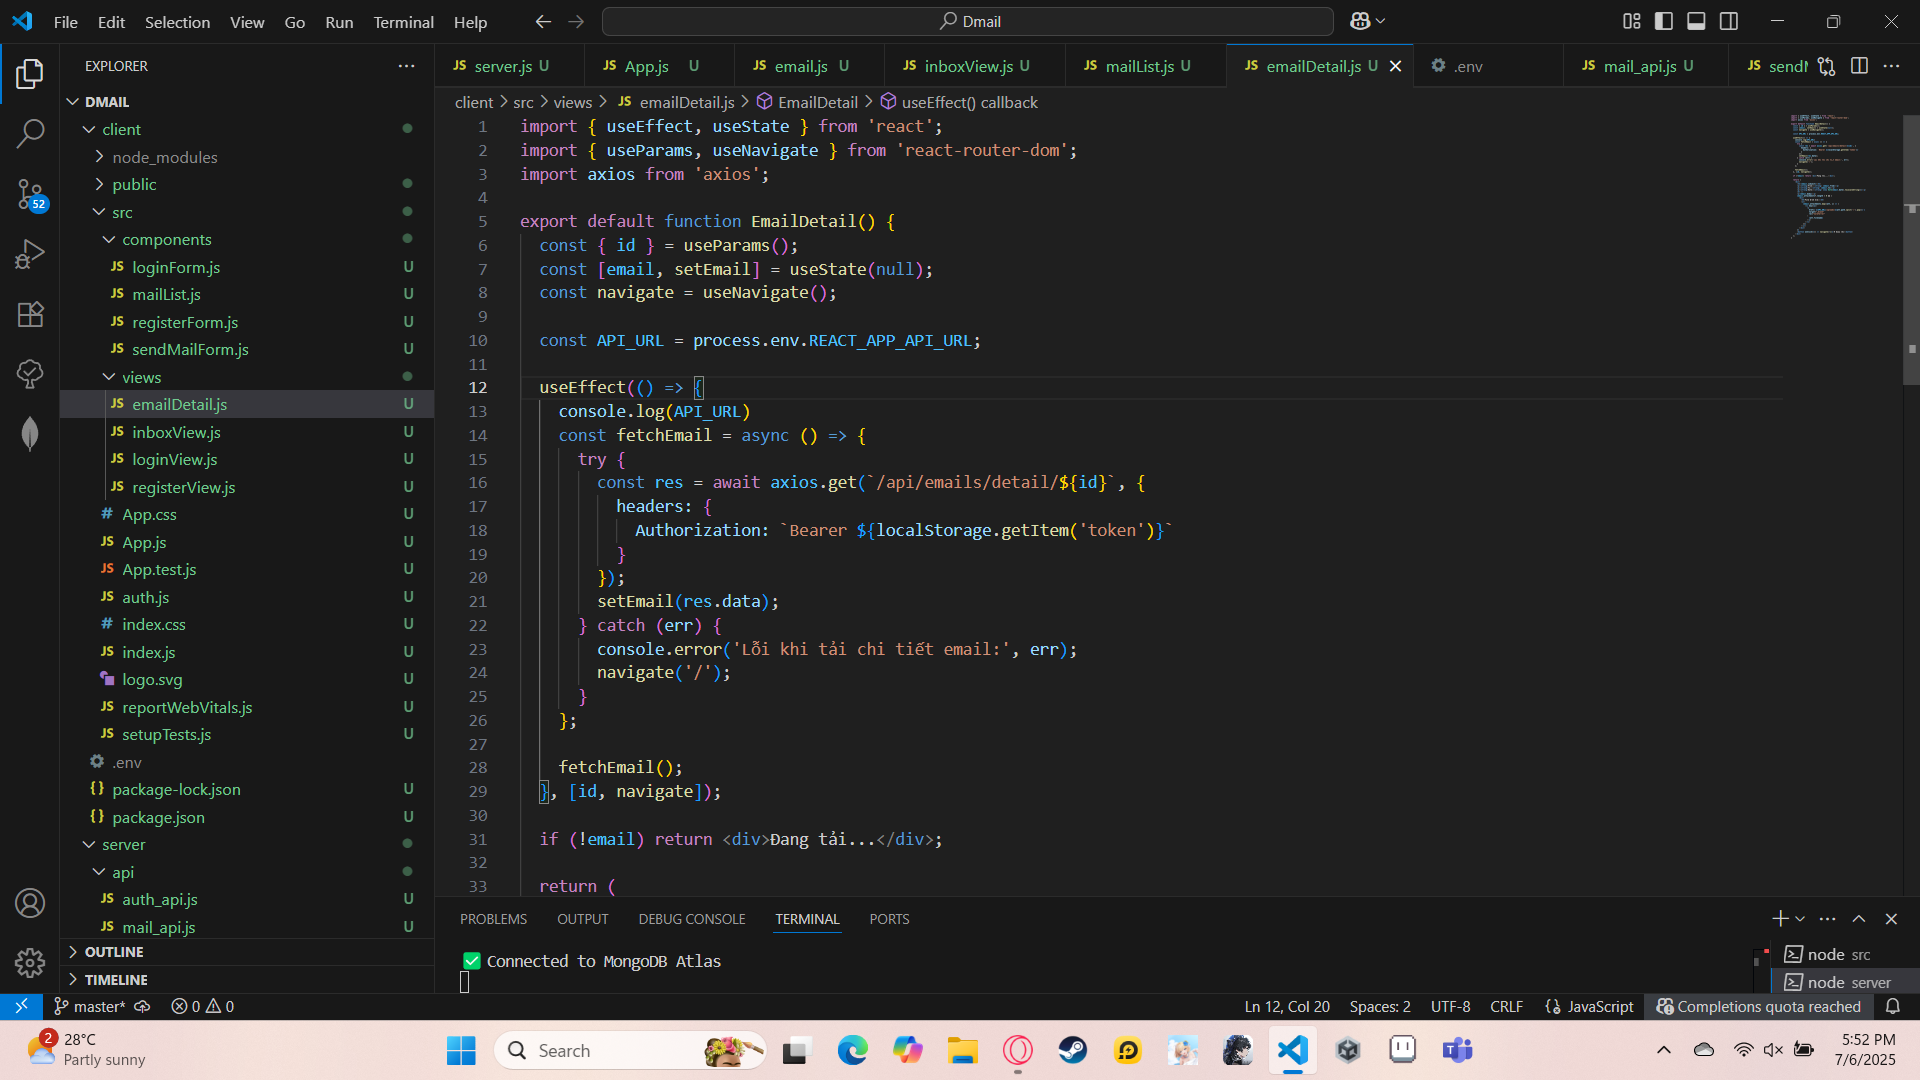 File Edit Selection View Go Run Terminal Help
Dmail
EXPLORER
DMAIL
client
node_modules
public
src
components
loginForm.js U
mailList.js U
registerForm.js U
sendMailForm.js U
views
emailDetail.js U
inboxView.js U
loginView.js U
registerView.js U
App.css U
App.js U
App.test.js U
auth.js U
index.css U
index.js U
logo.svg U
reportWebVitals.js U
setupTests.js U
.env
package-lock.json U
package.json U
server
api
auth_api.js U
mail_api.js U
OUTLINE
TIMELINE
52
server.js U App.js U email.js U inboxView.js U mailList.js U emailDetail.js U .env mail_api.js U
client > src > views > JS emailDetail.js > EmailDetail > useEffect() callback
1 import { useEffect, useState } from 'react';
2 import { useParams, useNavigate } from 'react-router-dom';
3 import axios from 'axios';
4
5 export default function EmailDetail() {
6 const { id } = useParams();
7 const [email, setEmail] = useState(null);
8 const navigate = useNavigate();
9
10 const API_URL = process.env.REACT_APP_API_URL;
11
12 useEffect(() => {
13 console.log(API_URL)
14 const fetchEmail = async () => {
15 try {
16 const res = await axios.get(`/api/emails/detail/${id}`, {
17 headers: {
18 Authorization: `Bearer ${localStorage.getItem('token')}`
19 }
20 });
21 setEmail(res.data);
22 } catch (err) {
23 console.error('Lỗi khi tải chi tiết email:', err);
24 navigate('/');
25 }
26 };
27
28 fetchEmail();
29 }, [id, navigate]);
30
31 if (!email) return <div>Đang tải...</div>;
32
33 return (
PROBLEMS OUTPUT DEBUG CONSOLE TERMINAL PORTS
✅ Connected to MongoDB Atlas
node src
node server
master* 0 0
Ln 12, Col 20 Spaces: 2 UTF-8 CRLF {} JavaScript Completions quota reached
2
28°C
Partly sunny
Search
5:52 PM
7/6/2025